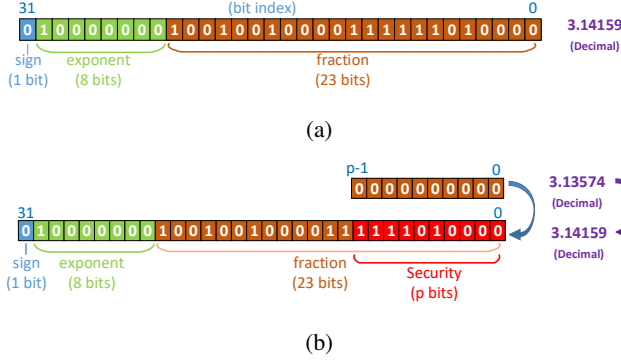 31 (bit index) 0
0 1 0 0 0 0 0 0 0 1 0 0 1 0 0 1 0 0 0 0 1 1 1 1 1 1 0 1 0 0 0 0 3.14159
(Decimal)
sign exponent fraction
(1 bit) (8 bits) (23 bits)
(a)
p-1 0
0 0 0 0 0 0 0 0 0 0 3.13574
(Decimal)
31 0
0 1 0 0 0 0 0 0 0 1 0 0 1 0 0 1 0 0 0 0 1 1 1 1 1 1 0 1 0 0 0 0 3.14159
(Decimal)
sign exponent fraction Security
(1 bit) (8 bits) (23 bits) (p bits)
(b)